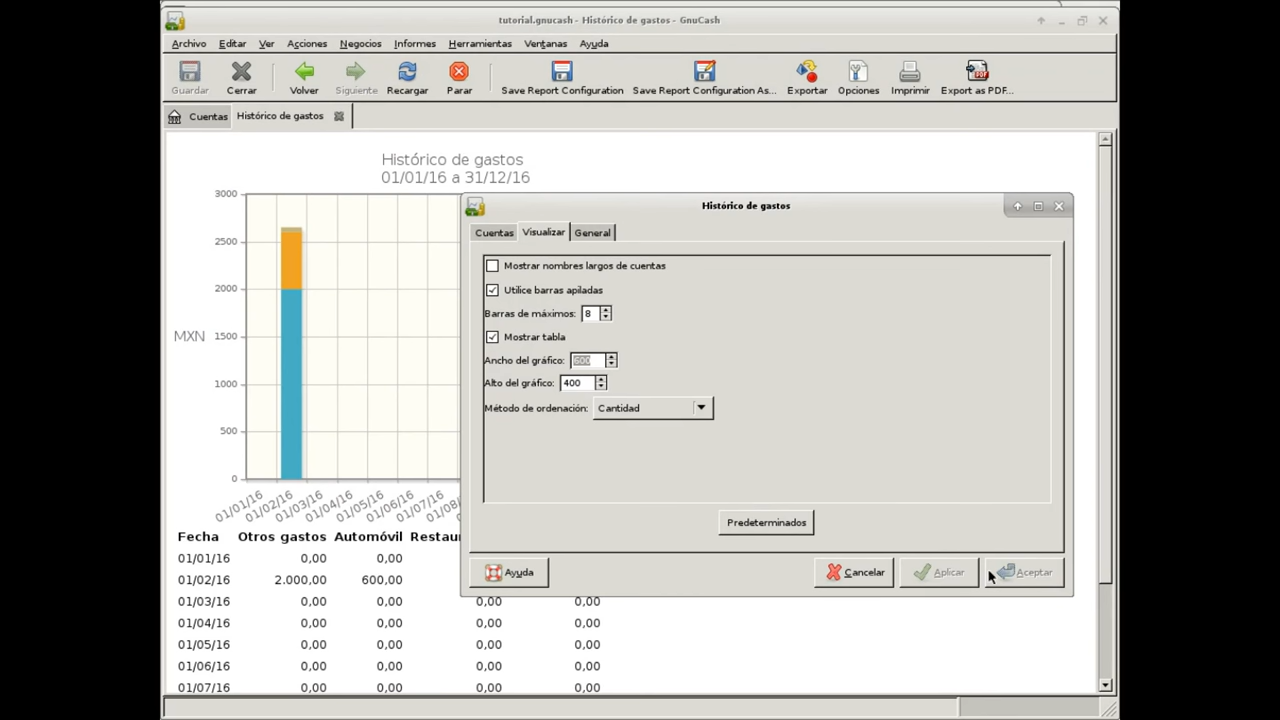 tutorial.gnucash - Histórico de gastos - GnuCash
Archivo Editar Ver Acciones Negocios Informes Herramientas Ventanas Ayuda
Guardar Cerrar Volver Siguiente Recargar Parar Save Report Configuration Save Report Configuration As... Exportar Opciones Imprimir Export as PDF...
Cuentas Histórico de gastos
Histórico de gastos
01/01/16 a 31/12/16
3000
2500
2000
MXN 1500
1000
500
0
01/01/16 01/02/16 01/03/16 01/04/16 01/05/16 01/06/16 01/07/16 01/08
Fecha Otros gastos Automóvil Restau
01/01/16 0,00 0,00
01/02/16 2.000,00 600,00
01/03/16 0,00 0,00 0,00 0,00
01/04/16 0,00 0,00 0,00 0,00
01/05/16 0,00 0,00 0,00 0,00
01/06/16 0,00 0,00 0,00 0,00
01/07/16 0,00 0,00 0,00 0,00
Histórico de gastos
Cuentas Visualizar General
Mostrar nombres largos de cuentas
Utilice barras apiladas
Barras de máximos: 8
Mostrar tabla
Ancho del gráfico: 600
Alto del gráfico: 400
Método de ordenación: Cantidad
Predeterminados
Ayuda Cancelar Aplicar Aceptar